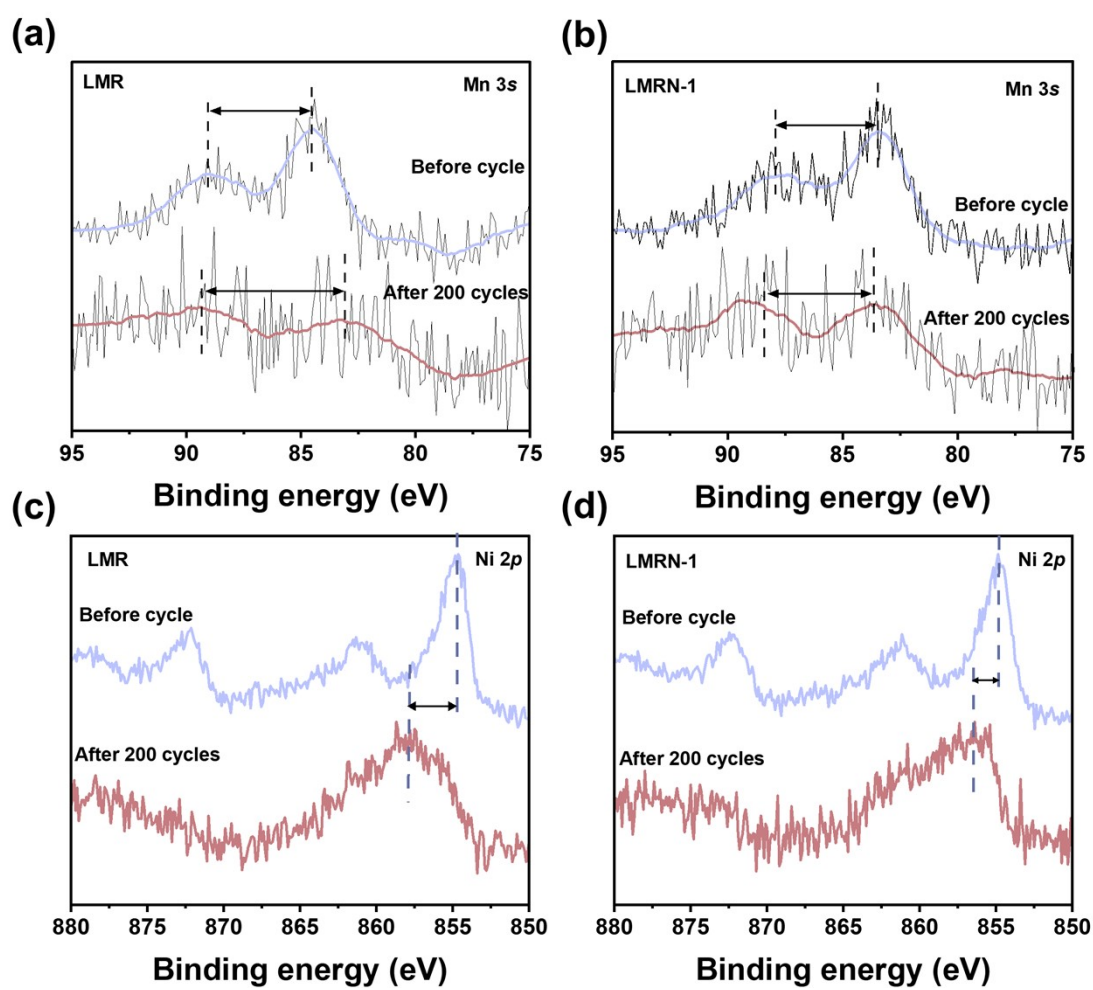 (a)
LMR
Mn 3s
Before cycle
After 200 cycles
95 90 85 80 75
Binding energy (eV)
(b)
LMRN-1
Mn 3s
Before cycle
After 200 cycles
95 90 85 80 75
Binding energy (eV)
(c)
LMR
Ni 2p
Before cycle
After 200 cycles
880 875 870 865 860 855 850
Binding energy (eV)
(d)
LMRN-1
Ni 2p
Before cycle
After 200 cycles
880 875 870 865 860 855 850
Binding energy (eV)